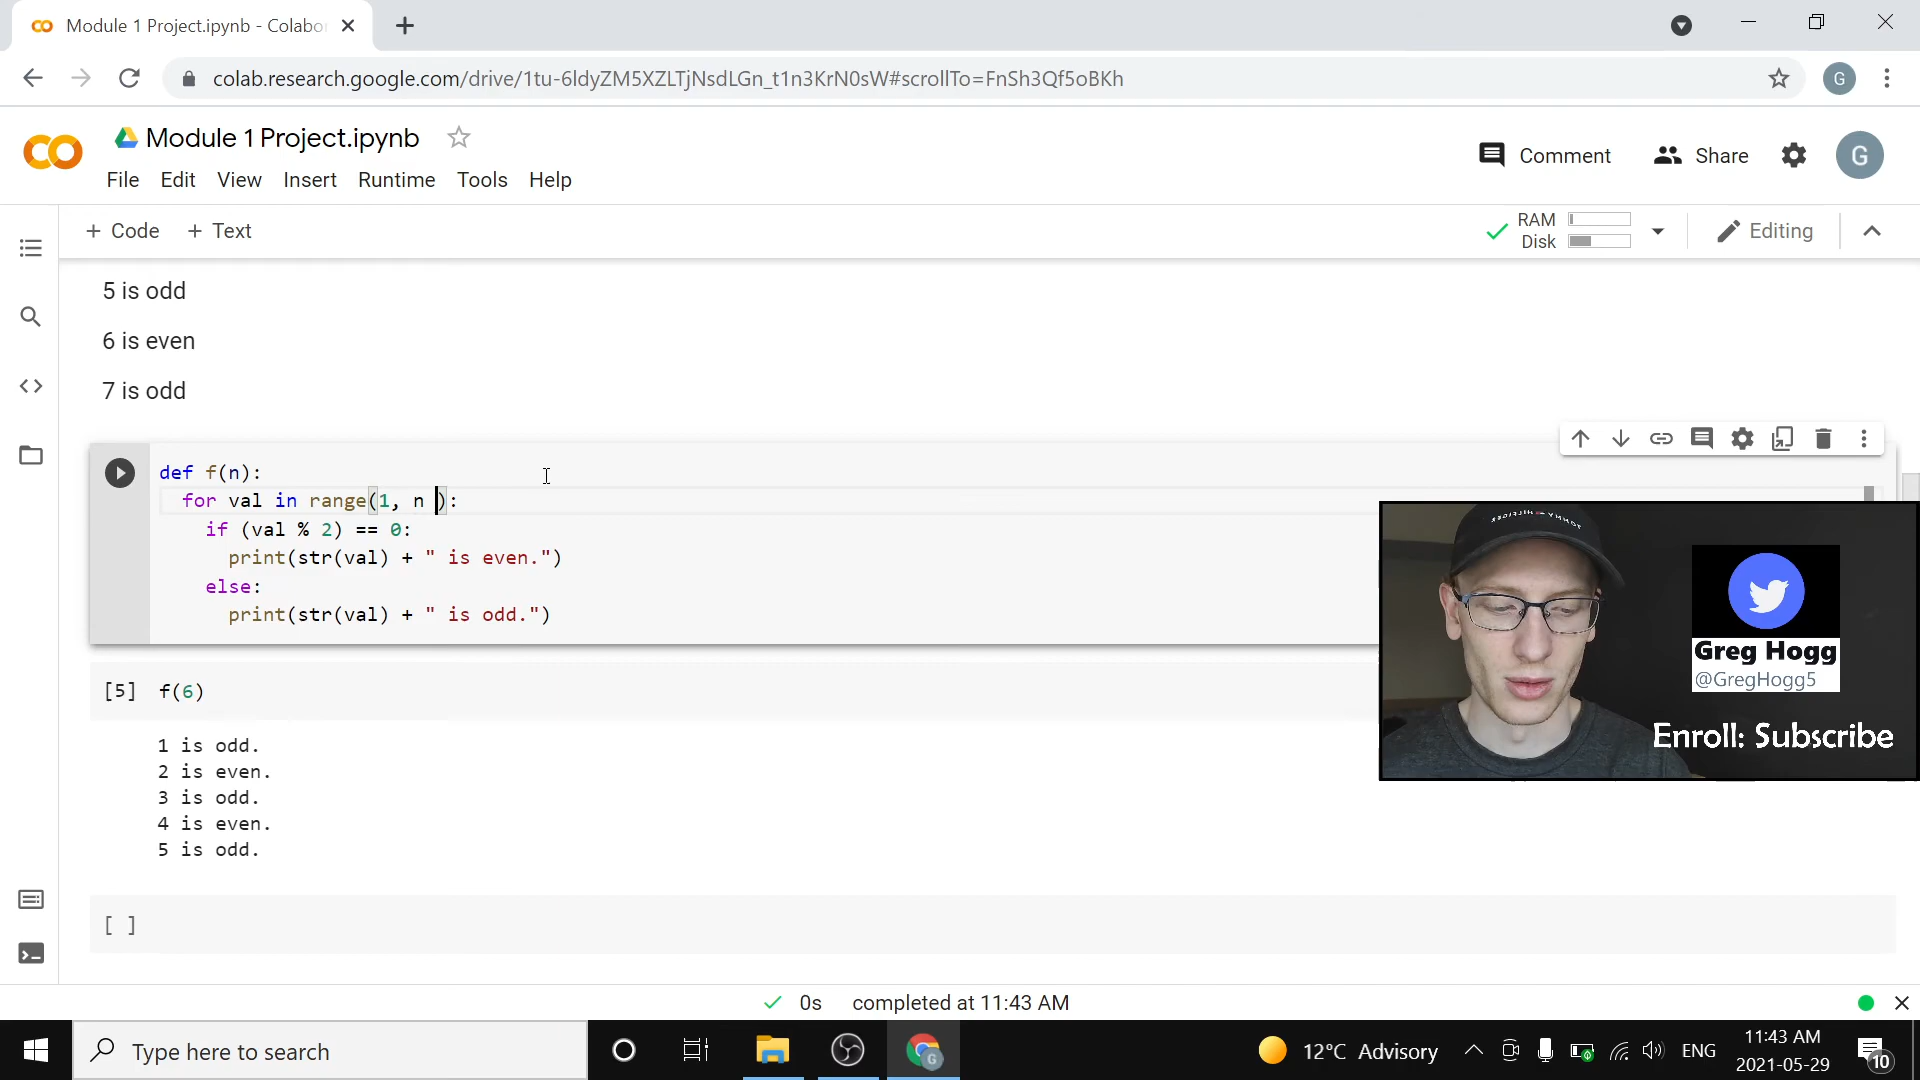 Module 1 Project.ipynb - Colabo
colab.research.google.com/drive/1tu-6ldyZM5XZLTjNsdLGn_t1n3KrN0sW#scrollTo=FnSh3Qf5oBKh
G
Module 1 Project.ipynb
Comment
Share
G
File Edit View Insert Runtime Tools Help
+ Code + Text
RAM
Disk
Editing
5 is odd
6 is even
7 is odd
def f(n):
for val in range(1, n ):
if (val % 2) == 0:
print(str(val) + " is even.")
else:
print(str(val) + " is odd.")
TOMMY HILFIGER
Greg Hogg
@GregHogg5
Enroll: Subscribe
[5] f(6)
1 is odd.
2 is even.
3 is odd.
4 is even.
5 is odd.
[ ]
0s completed at 11:43 AM
Type here to search
G
12°C Advisory
ENG
11:43 AM
2021-05-29
10